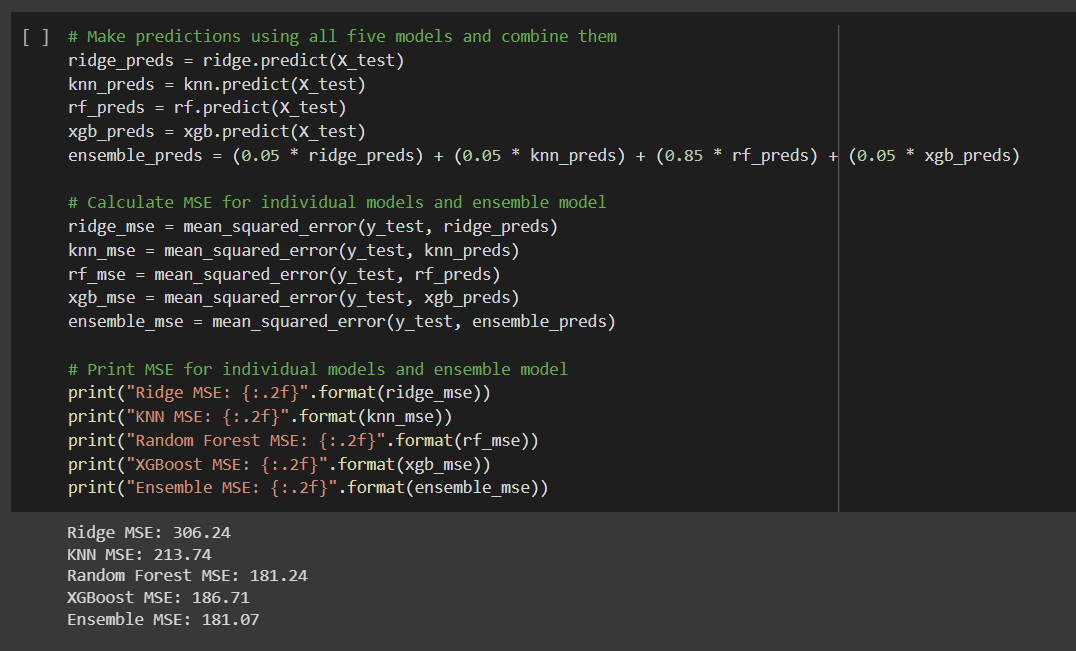 [ ] # Make predictions using all five models and combine them
ridge_preds = ridge.predict(X_test)
knn_preds = knn.predict(X_test)
rf_preds = rf.predict(X_test)
xgb_preds = xgb.predict(X_test)
ensemble_preds = (0.05 * ridge_preds) + (0.05 * knn_preds) + (0.85 * rf_preds) + (0.05 * xgb_preds)
# Calculate MSE for individual models and ensemble model
ridge_mse = mean_squared_error(y_test, ridge_preds)
knn_mse = mean_squared_error(y_test, knn_preds)
rf_mse = mean_squared_error(y_test, rf_preds)
xgb_mse = mean_squared_error(y_test, xgb_preds)
ensemble_mse = mean_squared_error(y_test, ensemble_preds)
# Print MSE for individual models and ensemble model
print("Ridge MSE: {:.2f}".format(ridge_mse))
print("KNN MSE: {:.2f}".format(knn_mse))
print("Random Forest MSE: {:.2f}".format(rf_mse))
print("XGBoost MSE: {:.2f}".format(xgb_mse))
print("Ensemble MSE: {:.2f}".format(ensemble_mse))
Ridge MSE: 306.24
KNN MSE: 213.74
Random Forest MSE: 181.24
XGBoost MSE: 186.71
Ensemble MSE: 181.07